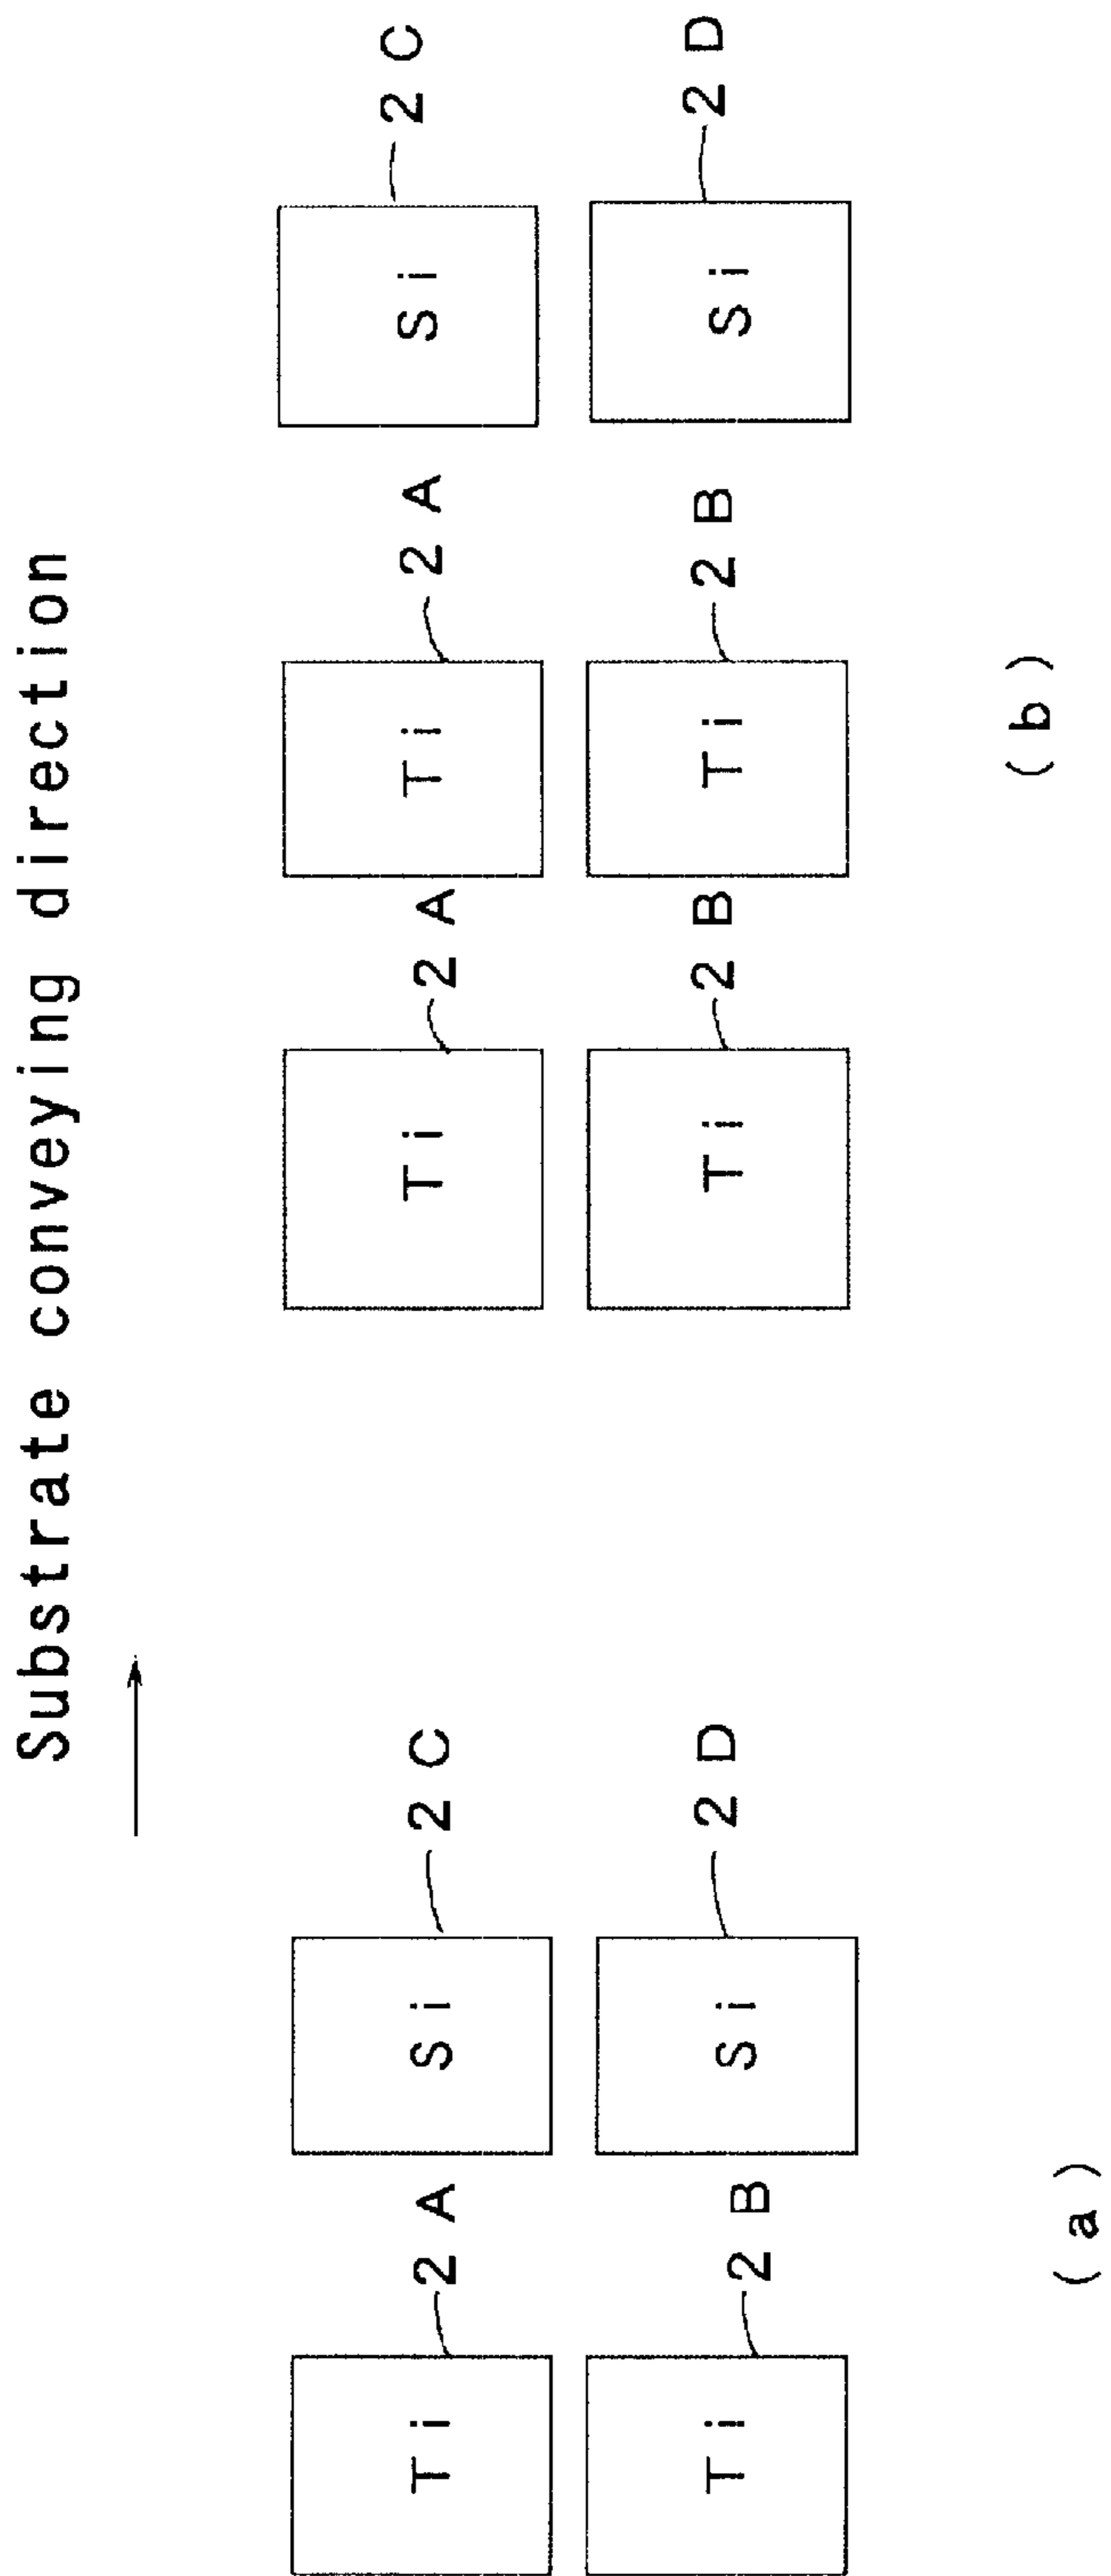 Substrate conveying direction
Ti 2A Si 2C
Ti 2B Si 2D
(a)
Ti 2A Ti 2A Si 2C
Ti 2B Ti 2B Si 2D
(b)